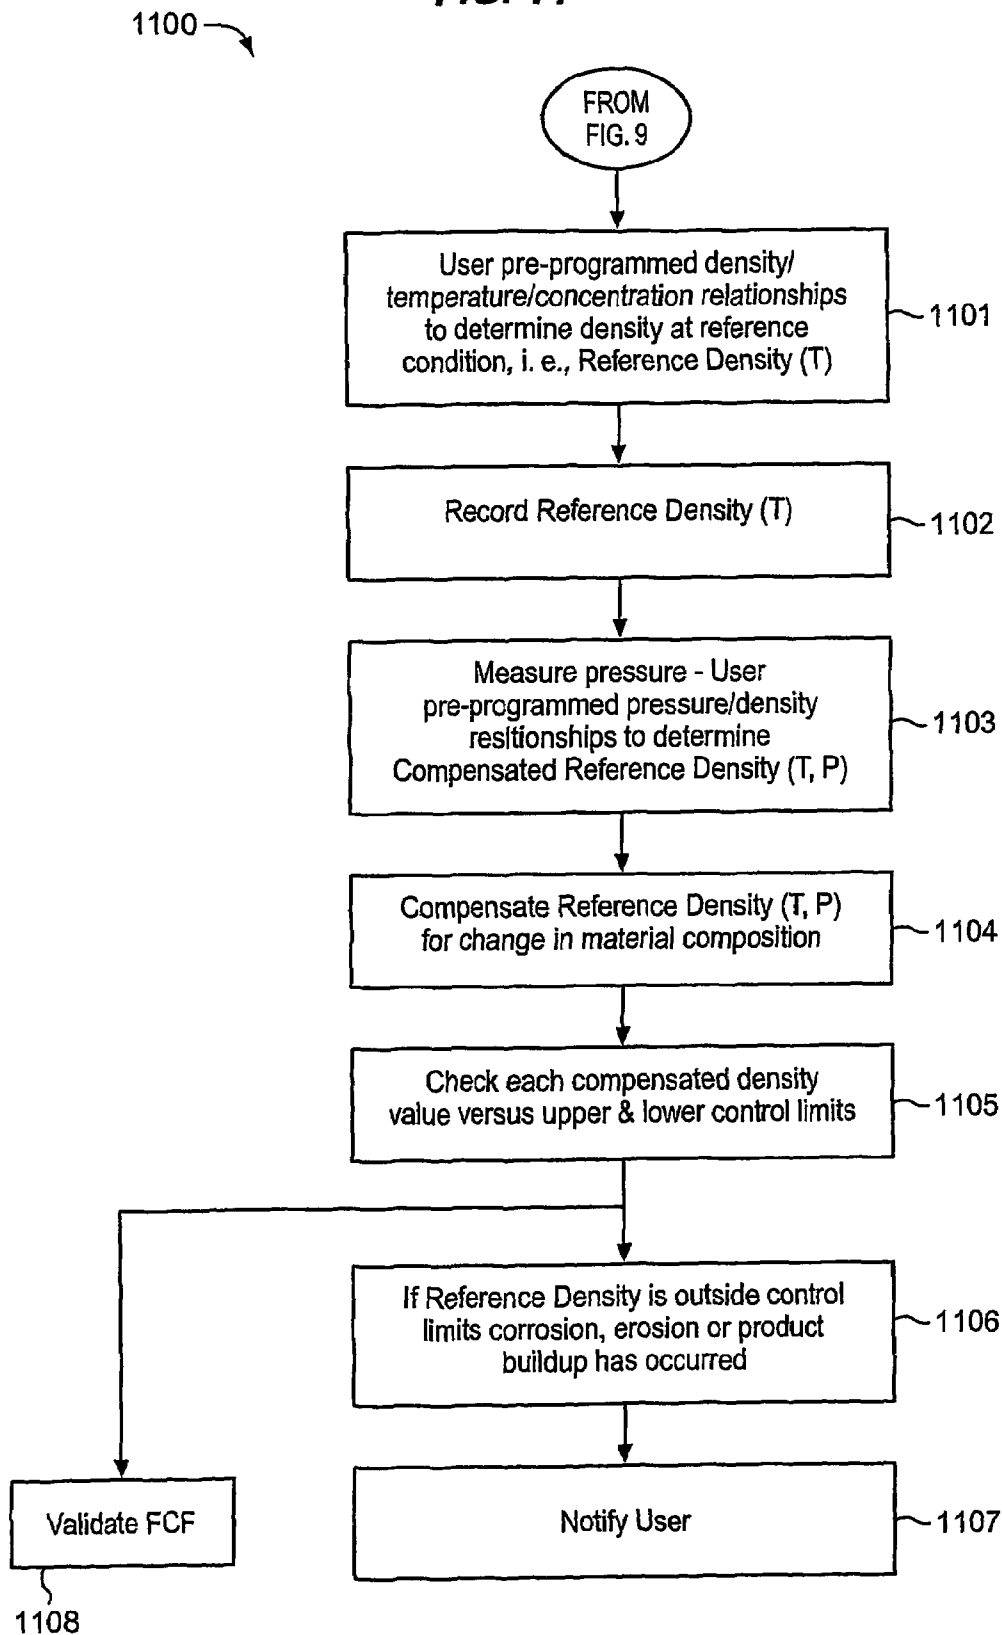 1100
FROM
FIG. 9
User pre-programmed density/
temperature/concentration relationships
to determine density at reference
condition, i. e., Reference Density (T)
1101
Record Reference Density (T)
1102
Measure pressure - User
pre-programmed pressure/density
resltionships to determine
Compensated Reference Density (T, P)
1103
Compensate Reference Density (T, P)
for change in material composition
1104
Check each compensated density
value versus upper & lower control limits
1105
If Reference Density is outside control
limits corrosion, erosion or product
buildup has occurred
1106
Validate FCF
1108
Notify User
1107